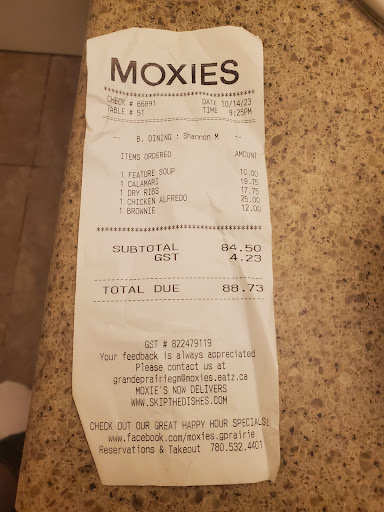 MOXIES
****************************************
CHECK # 66891 DATE 10/14/23
TABLE # 51 TIME 9:25PM
-- B. DINING : Shannon M --
ITEMS ORDERED AMOUNT
1 FEATURE SOUP 10.00
1 CALAMARI 19.75
1 DRY RIBS 17.75
1 CHICKEN ALFREDO 25.00
1 BROWNIE 12.00
****************************************
SUBTOTAL 84.50
GST 4.23
TOTAL DUE 88.73
GST # 822479119
Your feedback is always appreciated
Please contact us at
grandeprairiegm@moxies.eatz.ca
MOXIE'S NOW DELIVERS
WWW.SKIPTHEDISHES.COM
CHECK OUT OUR GREAT HAPPY HOUR SPECIALS!
www.facebook.com/moxies.gprairie
Reservations & Takeout 780.532.4401